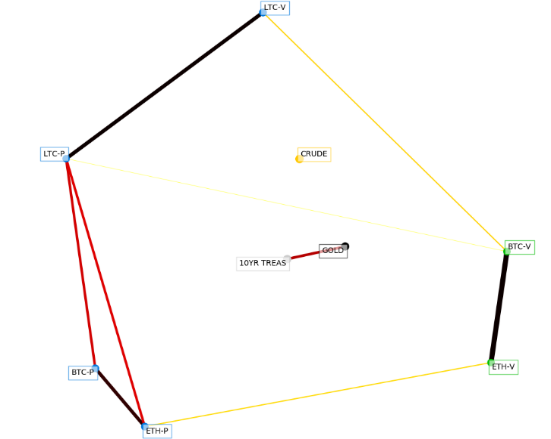 LTC-V
LTC-P
CRUDE
BTC-V
GOLD
10YR TREAS
ETH-V
BTC-P
ETH-P